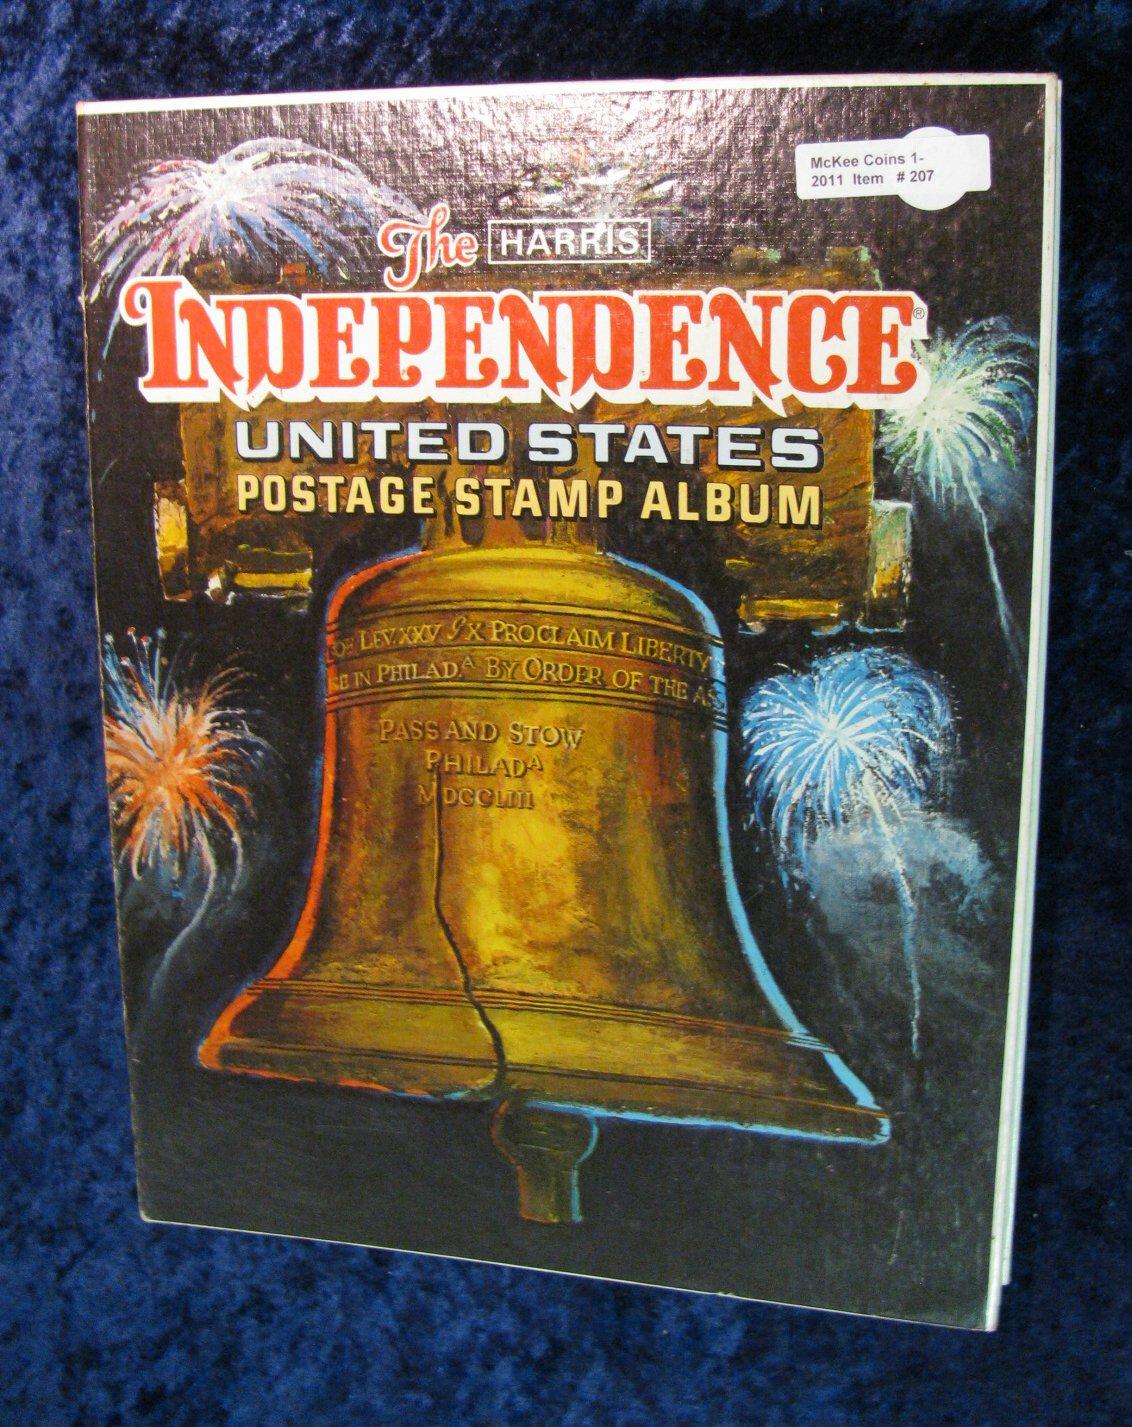 McKee Coins 1-
2011 Item # 207
The HARRIS
INDEPENDENCE®
UNITED STATES
POSTAGE STAMP ALBUM
LEV. XXV & X PROCLAIM LIBERTY
IN PHILADA BY ORDER OF THE AS
PASS AND STOW
PHILADA
MDCCLIII